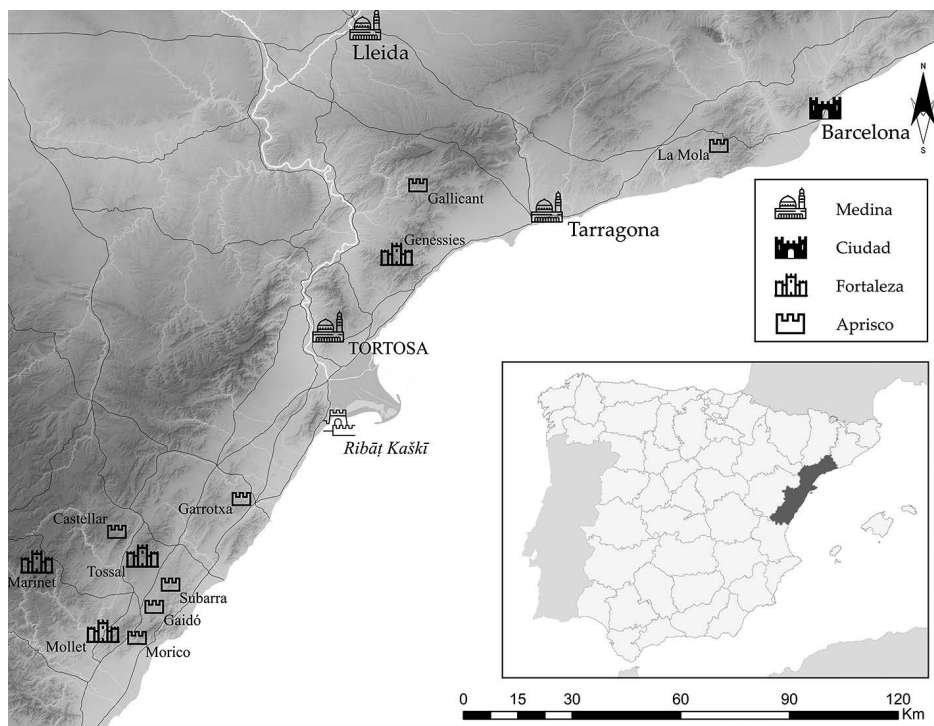 Lleida
N
S
Barcelona
La Mola
Gallicant
Tarragona
Genessies
TORTOSA
Ribāṭ Kaškī
Garrotxa
Castellar
Marinet
Tossal
Subarra
Gaidó
Mollet
Morico
Medina
Ciudad
Fortaleza
Aprisco
0 15 30 60 90 120
Km